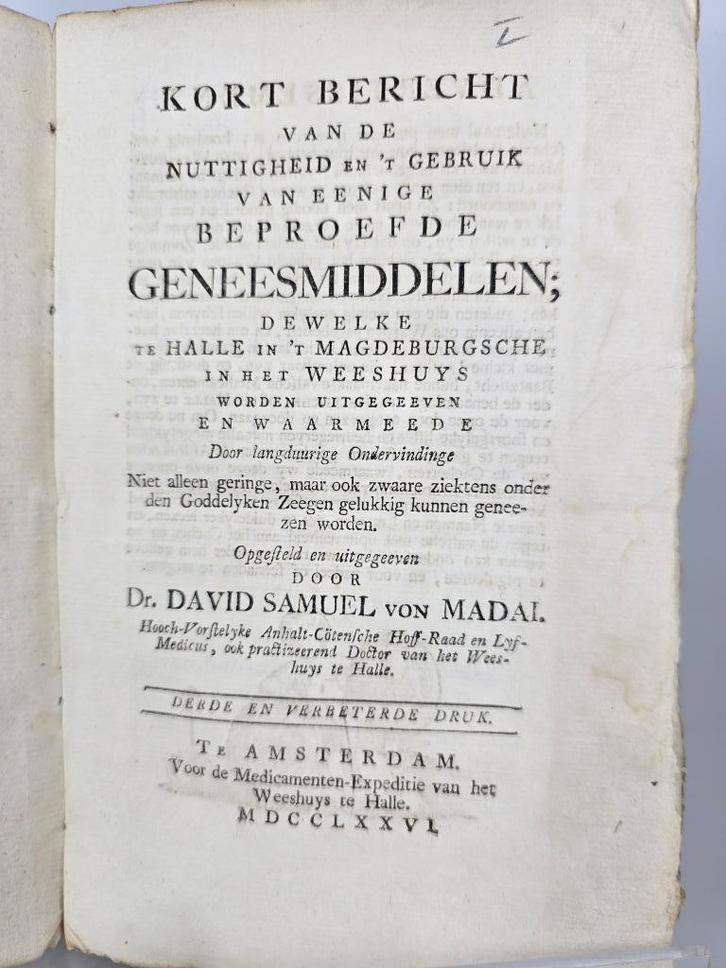 I
KORT BERICHT
VAN DE
NUTTIGHEID EN 'T GEBRUIK
VAN EENIGE
BEPROEFDE
GENEESMIDDELEN;
DEWELKE
TE HALLE IN 'T MAGDEBURGSCHE
IN HET WEESHUYS
WORDEN UITGEGEEVEN
EN WAARMEEDE
Door langduurige Ondervindinge
Niet alleen geringe, maar ook zwaare ziektens onder
den Goddelyken Zeegen gelukkig kunnen genee-
zen worden.
Opgeſteld en uitgegeeven
DOOR
Dr. DAVID SAMUEL VON MADAI.
Hooch-Vorſtelyke Anhalt-Cötenſche Hoff-Raad en Lyf-
Medicus, ook practizeerend Doctor van het Wees-
huys te Halle.
DERDE EN VERBETERDE DRUK.
TE AMSTERDAM.
Voor de Medicamenten-Expeditie van het
Weeshuys te Halle.
MDCCLXXVI.